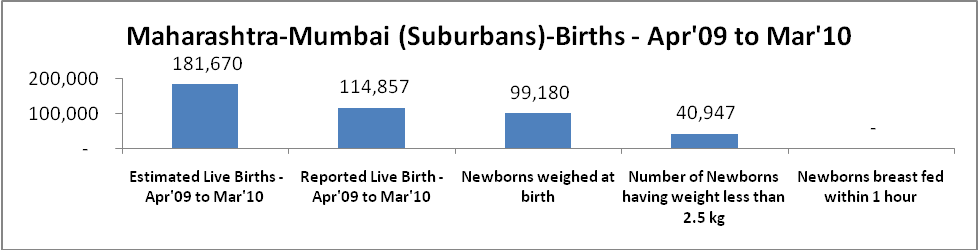 Maharashtra-Mumbai (Suburbans)-Births - Apr'09 to Mar'10
181,670
200,000
114,857
99,180
100,000
40,947
-
-
Estimated Live Births -
Apr'09 to Mar'10
Reported Live Birth -
Apr'09 to Mar'10
Newborns weighed at
birth
Number of Newborns
having weight less than
2.5 kg
Newborns breast fed
within 1 hour